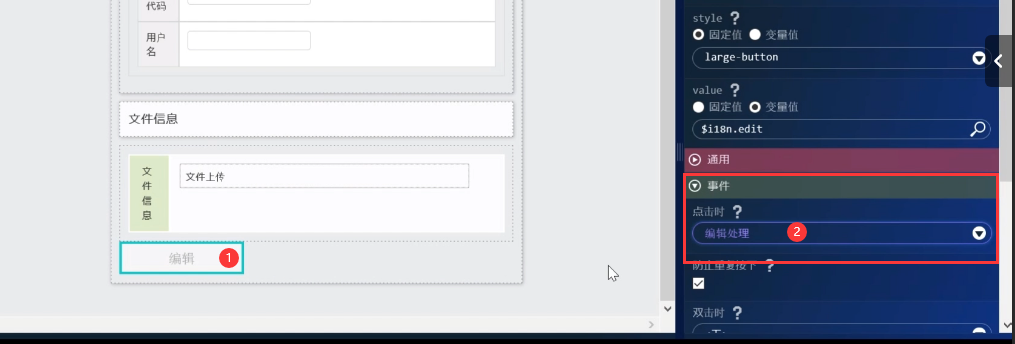 代码
用户名
文件信息
文件信息
文件上传
编辑
1
style ?
固定值 变量值
large-button
value ?
固定值 变量值
$i18n.edit
通用
事件
点击时 ?
编辑处理
2
防止重复按下 ?
双击时 ?